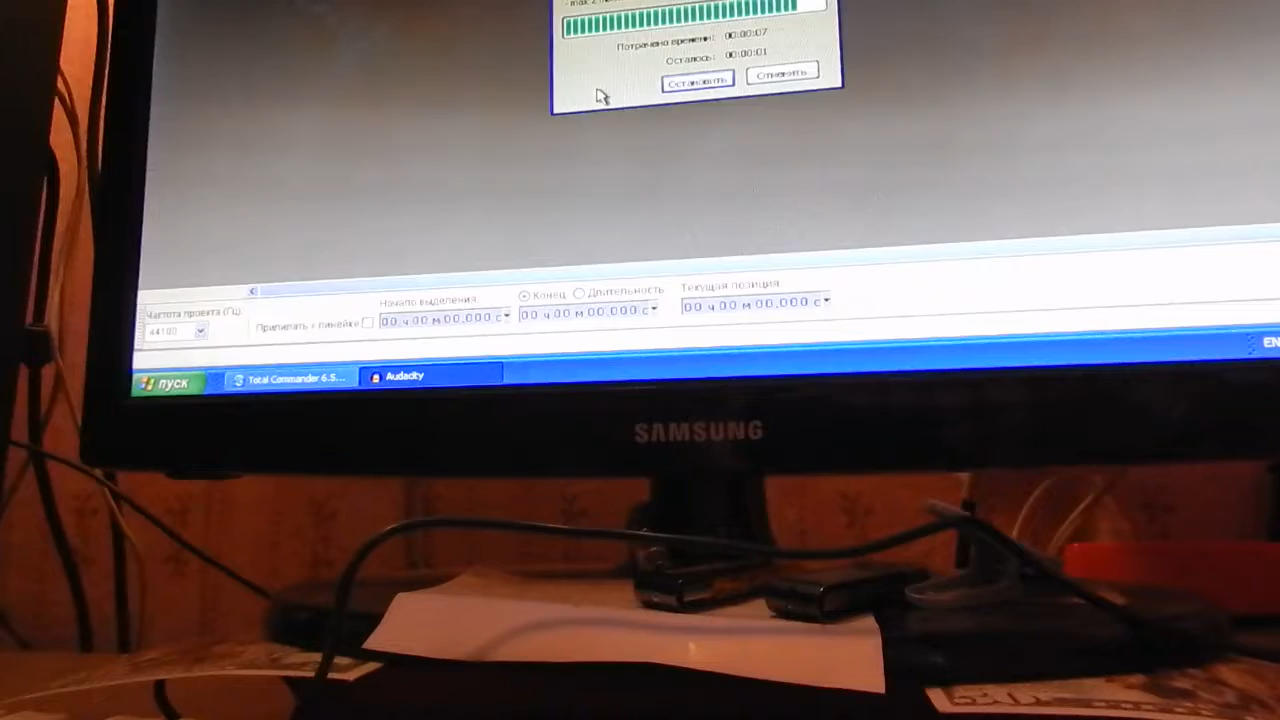 Потрачено времени: 00:00:07
Осталось: 00:00:01
Остановить Отменить
Частота проекта (Гц):
44100
Прилипать к линейке
Начало выделения:
00 ч 00 м 00.000 с
Конец Длительность
00 ч 00 м 00.000 с
Текущая позиция:
00 ч 00 м 00.000 с
EN
пуск Total Commander 6.5... Audacity
SAMSUNG